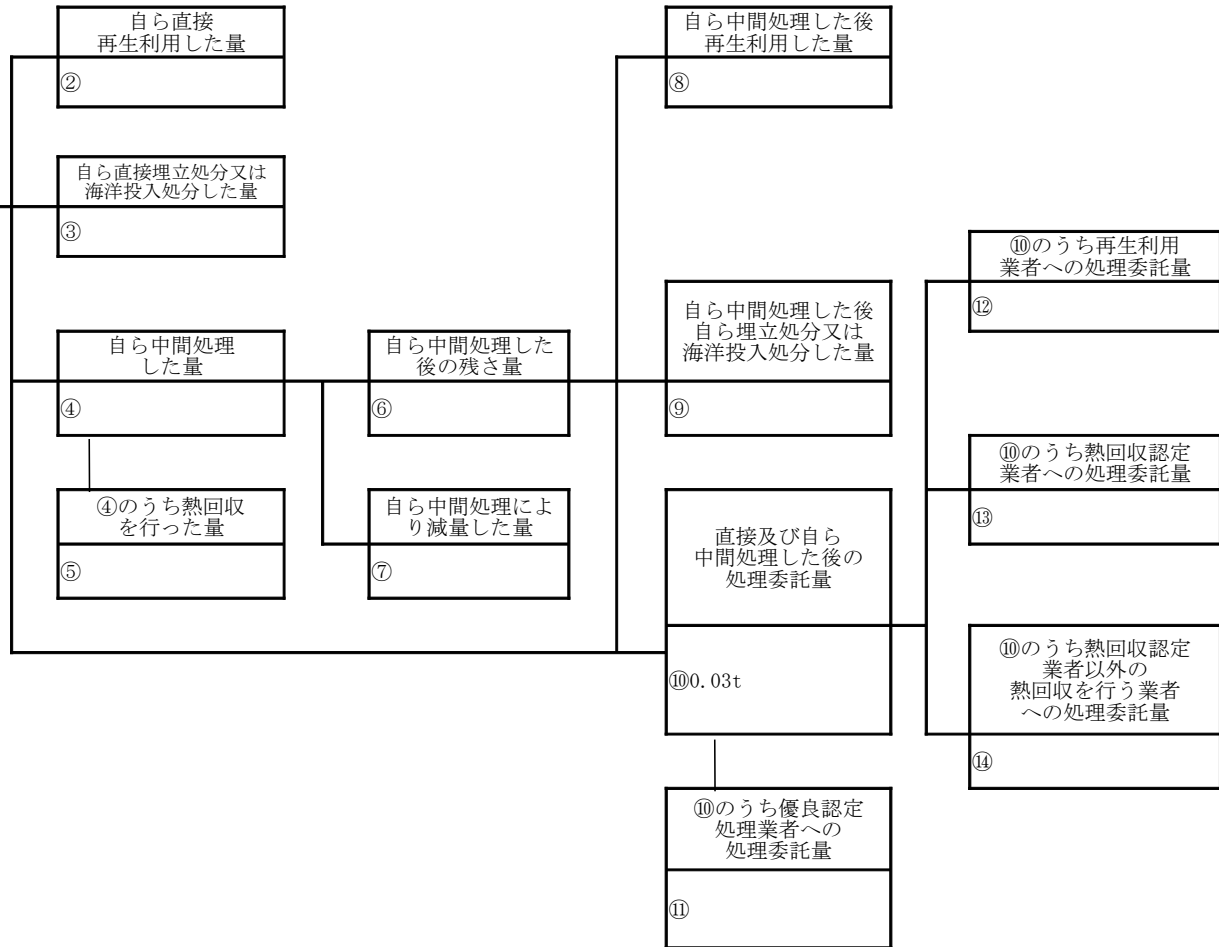 自ら直接
再生利用した量
②
自ら中間処理した後
再生利用した量
⑧
自ら直接埋立処分又は
海洋投入処分した量
③
⑩のうち再生利用
業者への処理委託量
⑫
自ら中間処理
した量
④
自ら中間処理した
後の残さ量
⑥
自ら中間処理した後
自ら埋立処分又は
海洋投入処分した量
⑨
⑩のうち熱回収認定
業者への処理委託量
⑬
④のうち熱回収
を行った量
⑤
自ら中間処理によ
り減量した量
⑦
直接及び自ら
中間処理した後の
処理委託量
⑩0.03t
⑩のうち熱回収認定
業者以外の
熱回収を行う業者
への処理委託量
⑭
⑩のうち優良認定
処理業者への
処理委託量
⑪